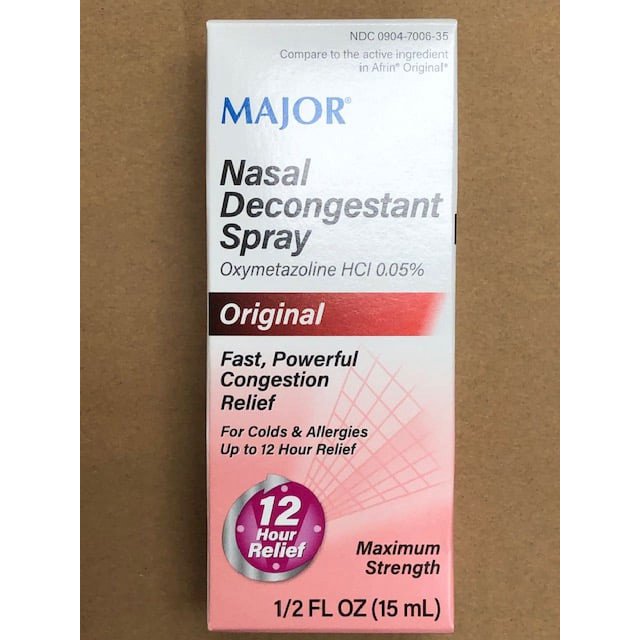 NDC 0904-7006-35
Compare to the active ingredient
in Afrin® Original*
MAJOR®
Nasal
Decongestant
Spray
Oxymetazoline HCl 0.05%
Original
Fast, Powerful
Congestion
Relief
For Colds & Allergies
Up to 12 Hour Relief
12
Hour
Relief
Maximum
Strength
1/2 FL OZ (15 mL)